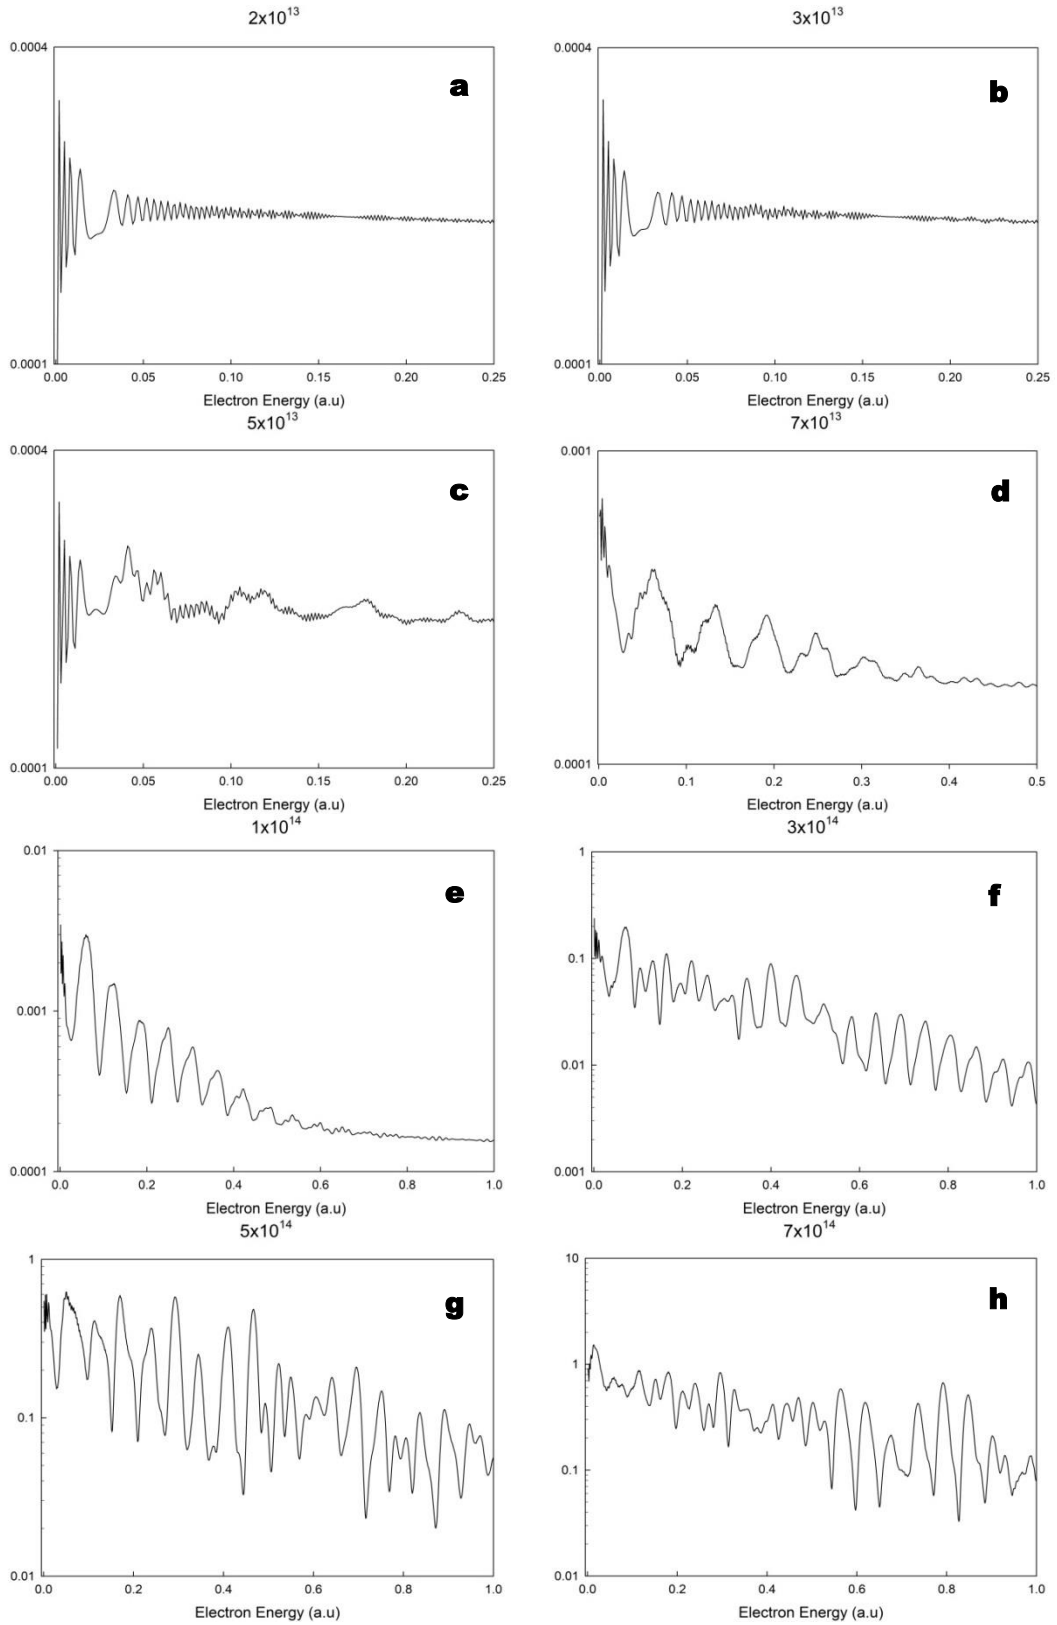 2x10¹³
3x10¹³
0.0004
a
0.0001
0.00 0.05 0.10 0.15 0.20 0.25
Electron Energy (a.u)
0.0004
b
0.0001
0.00 0.05 0.10 0.15 0.20 0.25
Electron Energy (a.u)
5x10¹³
7x10¹³
0.0004
c
0.0001
0.00 0.05 0.10 0.15 0.20 0.25
Electron Energy (a.u)
0.001
d
0.0001
0.0 0.1 0.2 0.3 0.4 0.5
Electron Energy (a.u)
1x10¹⁴
3x10¹⁴
0.01
e
0.001
0.0001
0.0 0.2 0.4 0.6 0.8 1.0
Electron Energy (a.u)
1
f
0.1
0.01
0.001
0.0 0.2 0.4 0.6 0.8 1.0
Electron Energy (a.u)
5x10¹⁴
7x10¹⁴
1
g
0.1
0.01
0.0 0.2 0.4 0.6 0.8 1.0
Electron Energy (a.u)
10
h
1
0.1
0.01
0.0 0.2 0.4 0.6 0.8 1.0
Electron Energy (a.u)